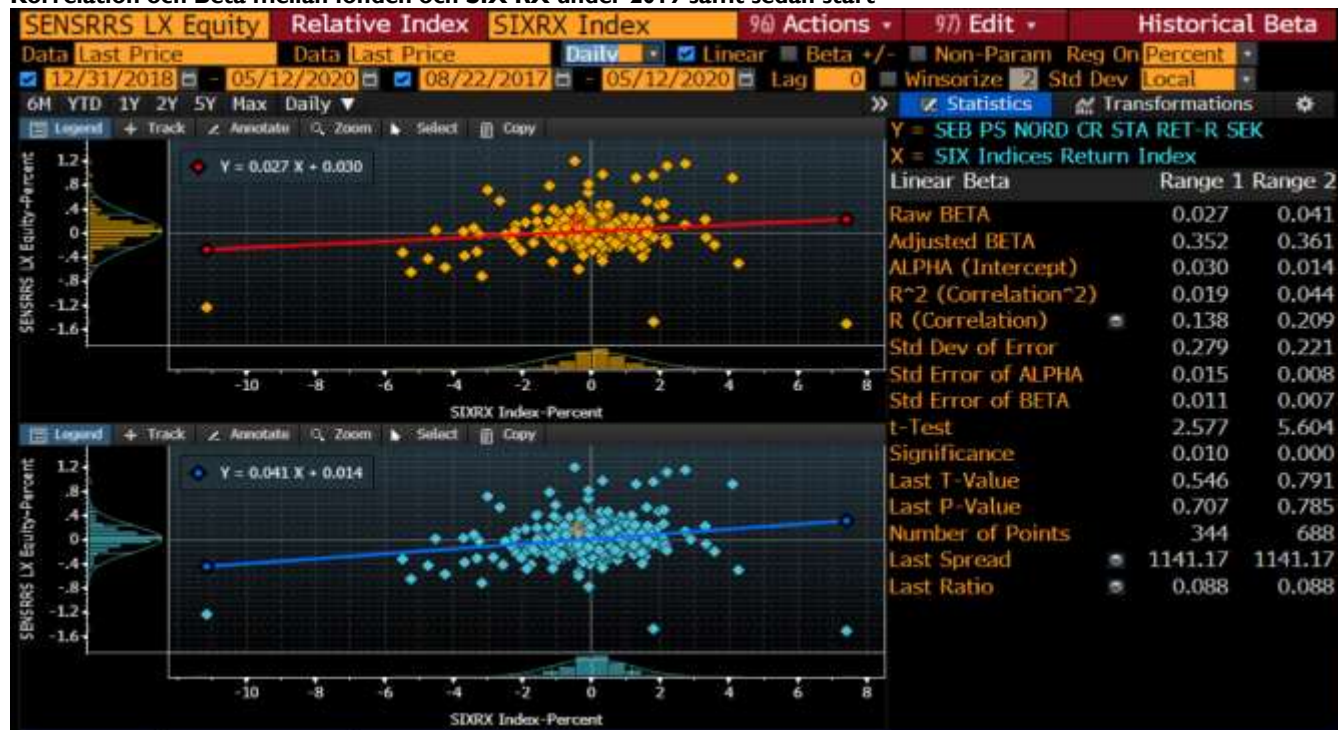 Korrelation och Beta mellan fonden och SIX RX under 2019 samt sedan start
SENSRRS LX Equity Relative Index SIXRX Index 96) Actions 97) Edit Historical Beta
Data Last Price Data Last Price Daily Linear Beta +/- Non-Param Reg On Percent
12/31/2018 - 05/12/2020 08/22/2017 - 05/12/2020 Lag 0 Winsorize 2 Std Dev Local
6M YTD 1Y 2Y 5Y Max Daily ▼ » Statistics Transformations
Legend + Track Annotate Zoom Select Copy
Y = SEB PS NORD CR STA RET-R SEK
X = SIX Indices Return Index
Linear Beta Range 1 Range 2
Raw BETA 0.027 0.041
Adjusted BETA 0.352 0.361
ALPHA (Intercept) 0.030 0.014
R^2 (Correlation^2) 0.019 0.044
R (Correlation) 0.138 0.209
Std Dev of Error 0.279 0.221
Std Error of ALPHA 0.015 0.008
Std Error of BETA 0.011 0.007
t-Test 2.577 5.604
Significance 0.010 0.000
Last T-Value 0.546 0.791
Last P-Value 0.707 0.785
Number of Points 344 688
Last Spread 1141.17 1141.17
Last Ratio 0.088 0.088
Y = 0.027 X + 0.030
SENSRRS LX Equity-Percent
1.2
.8
.4
0
-.4
-.8
-1.2
-1.6
-10 -8 -6 -4 -2 0 2 4 6 8
SIXRX Index-Percent
Legend + Track Annotate Zoom Select Copy
Y = 0.041 X + 0.014
SENSRRS LX Equity-Percent
1.2
.8
.4
0
-.4
-.8
-1.2
-1.6
-10 -8 -6 -4 -2 0 2 4 6 8
SIXRX Index-Percent